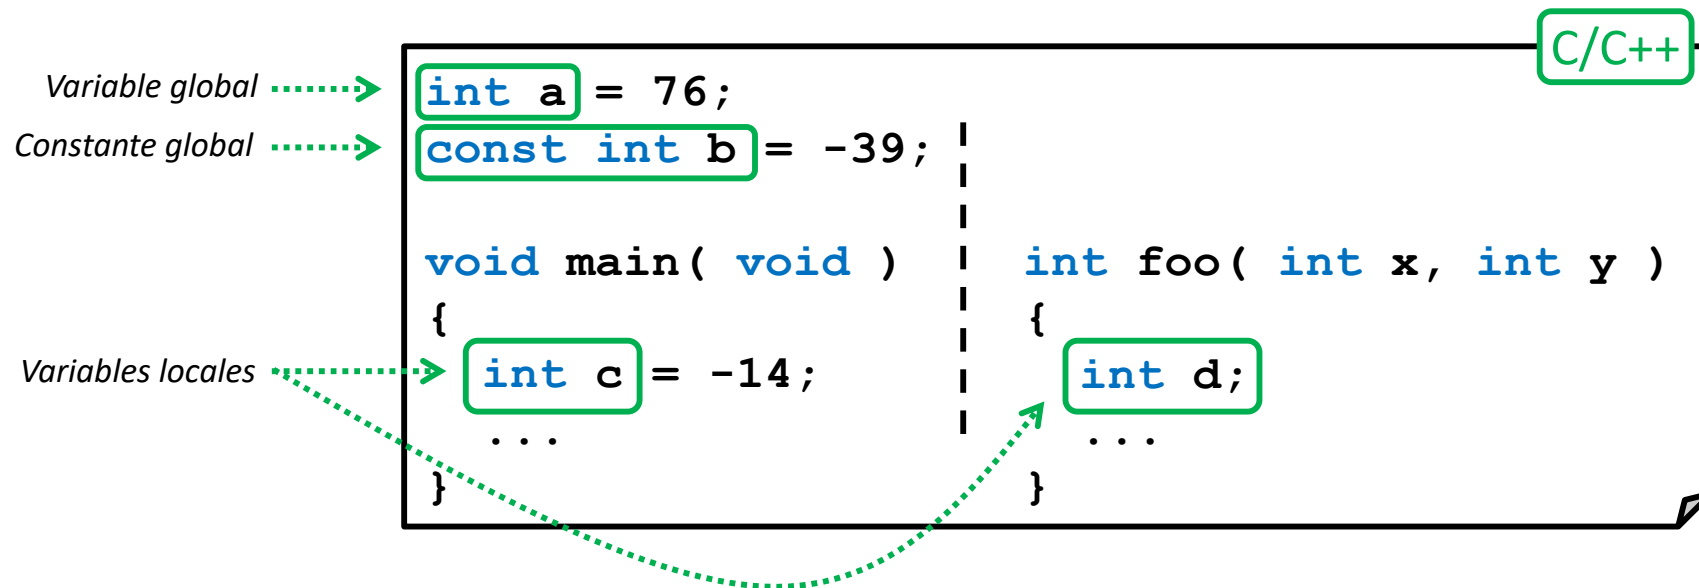 C/C++
Variable global
int a = 76;
Constante global
const int b = -39;
void main( void )
{
Variables locales
int c = -14;
...
}
int foo( int x, int y )
{
int d;
...
}